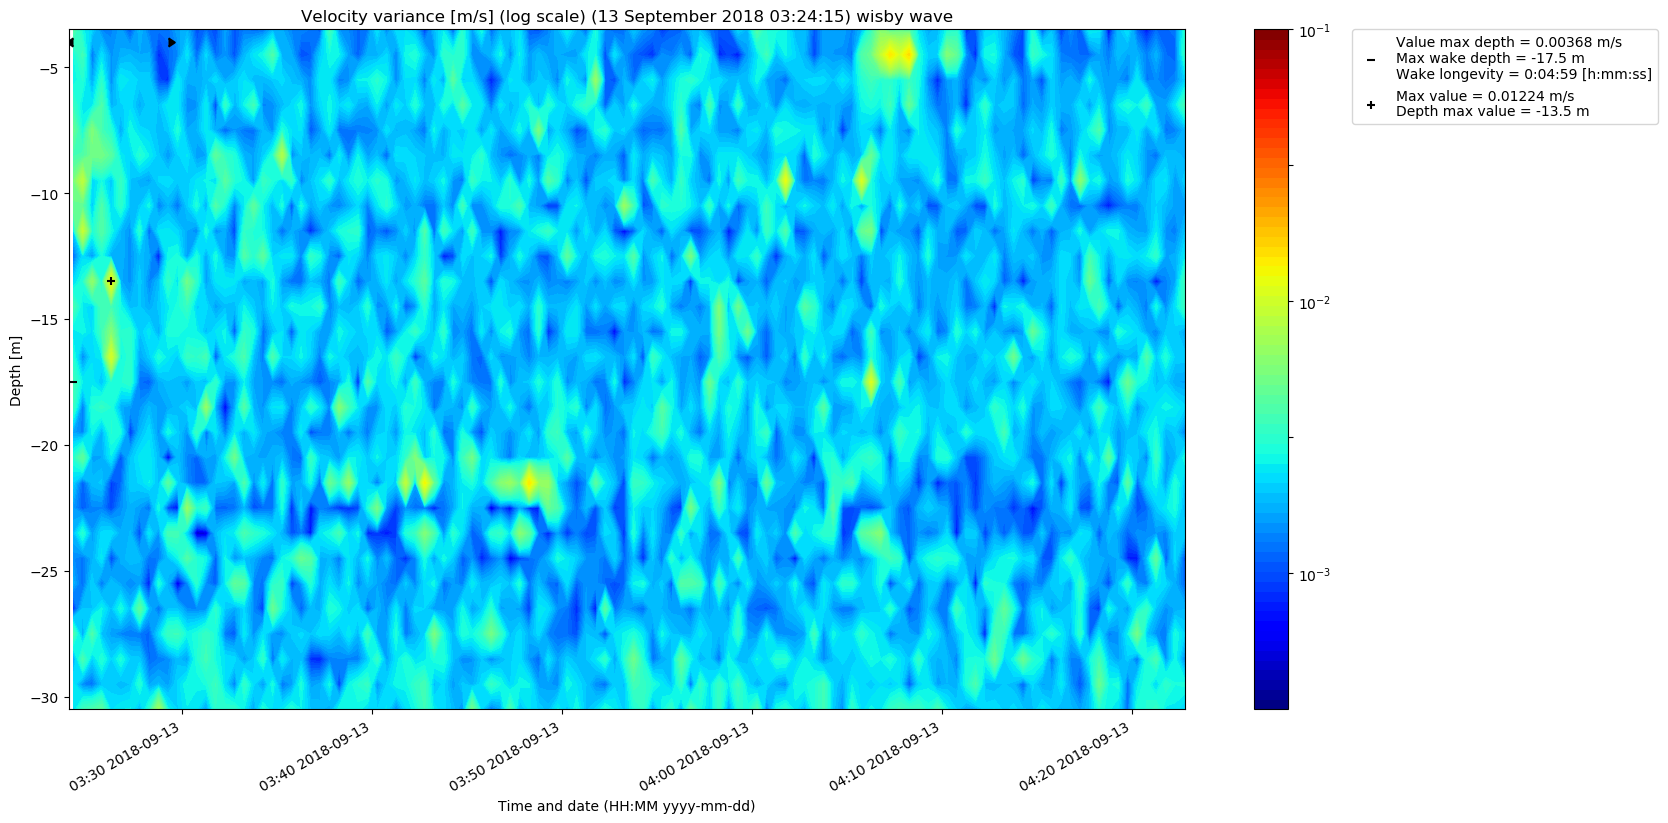 Velocity variance [m/s] (log scale) (13 September 2018 03:24:15) wisby wave
Depth [m]
−5
−10
−15
−20
−25
−30
03:30 2018-09-13
03:40 2018-09-13
03:50 2018-09-13
04:00 2018-09-13
04:10 2018-09-13
04:20 2018-09-13
Time and date (HH:MM yyyy-mm-dd)
10⁻¹
10⁻²
10⁻³
Value max depth = 0.00368 m/s
Max wake depth = -17.5 m
Wake longevity = 0:04:59 [h:mm:ss]
Max value = 0.01224 m/s
Depth max value = -13.5 m